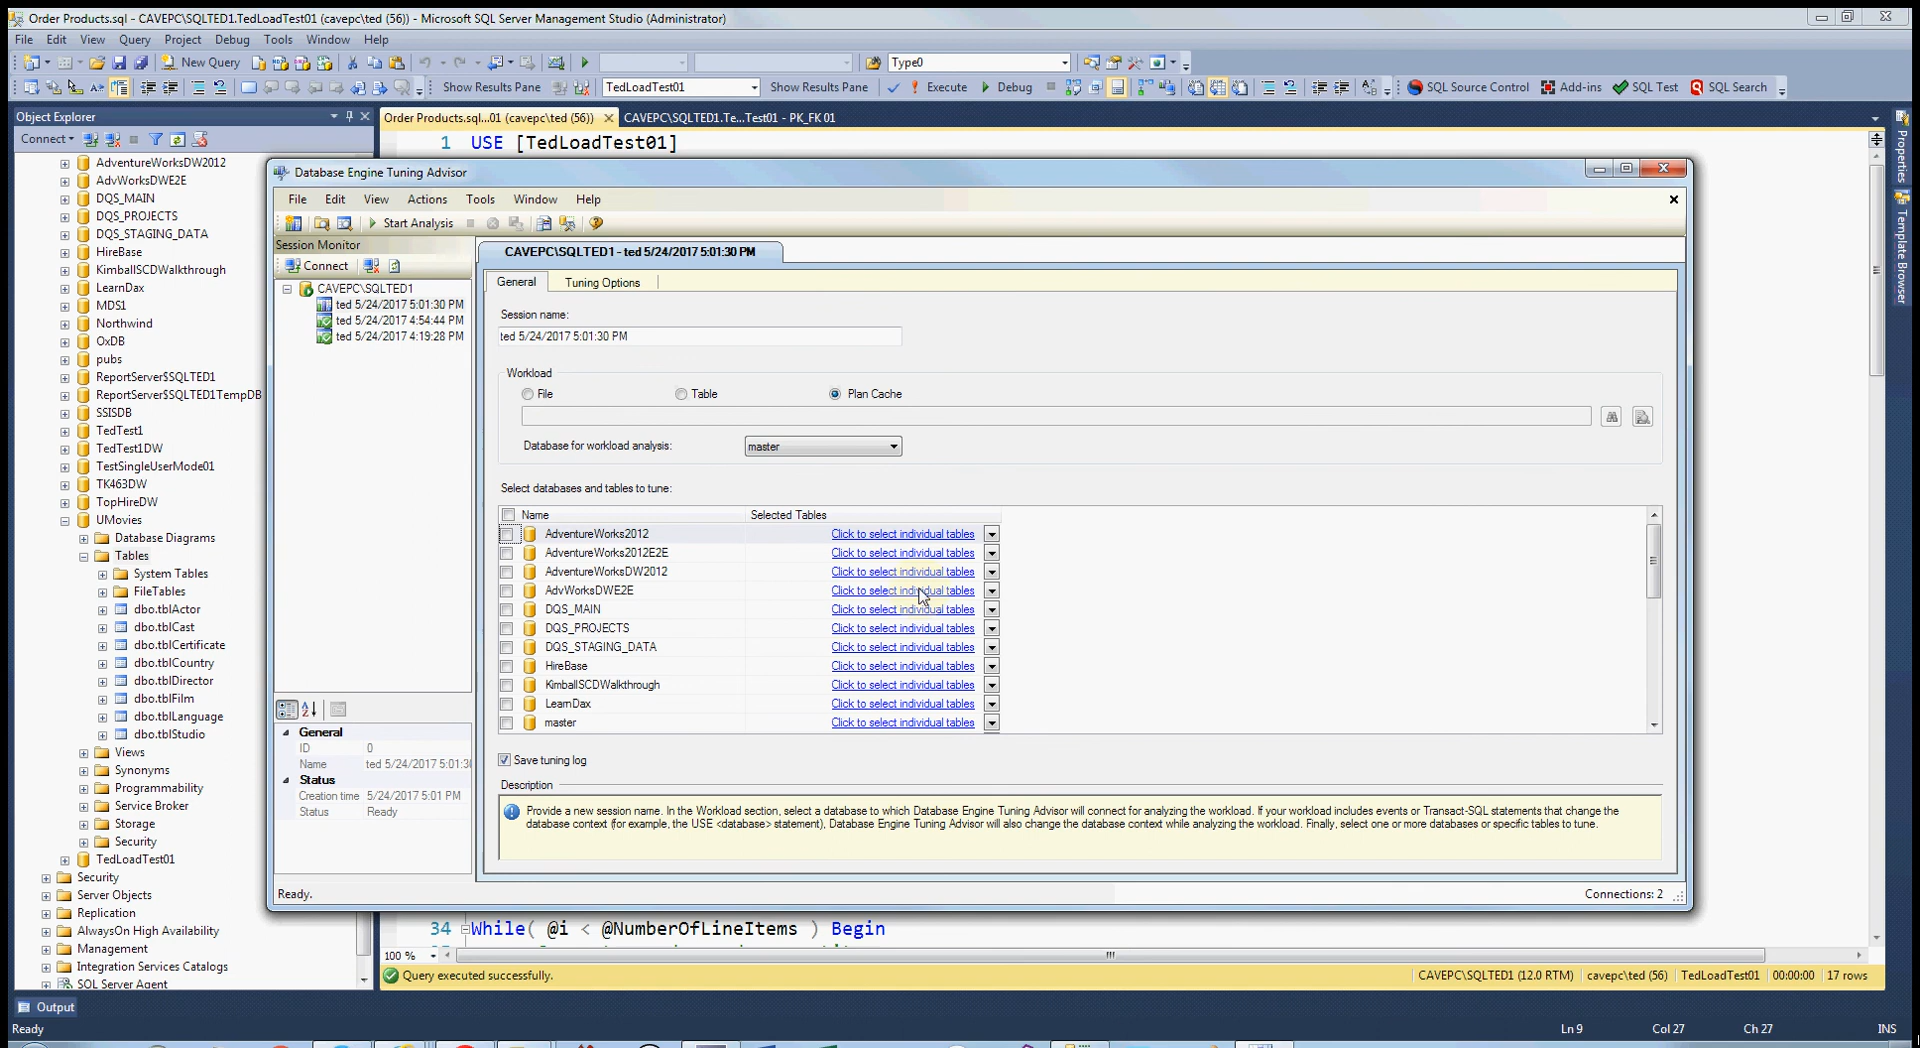 Order Products.sql - CAVEPC\SQLTED1.TedLoadTest01 (cavepc\ted (56)) - Microsoft SQL Server Management Studio (Administrator)
File Edit View Query Project Debug Tools Window Help
New Query Type0
Show Results Pane TedLoadTest01 Show Results Pane Execute Debug SQL Source Control Add-ins SQL Test SQL Search
Object Explorer
Connect
AdventureWorksDW2012
AdvWorksDWE2E
DQS_MAIN
DQS_PROJECTS
DQS_STAGING_DATA
HireBase
KimballSCDWalkthrough
LearnDax
MDS1
Northwind
OxDB
pubs
ReportServer$SQLTED1
ReportServer$SQLTED1TempDB
SSISDB
TedTest1
TedTest1DW
TestSingleUserMode01
TK463DW
TopHireDW
UMovies
Database Diagrams
Tables
System Tables
FileTables
dbo.tblActor
dbo.tblCast
dbo.tblCertificate
dbo.tblCountry
dbo.tblDirector
dbo.tblFilm
dbo.tblLanguage
dbo.tblStudio
Views
Synonyms
Programmability
Service Broker
Storage
Security
TedLoadTest01
Security
Server Objects
Replication
AlwaysOn High Availability
Management
Integration Services Catalogs
SQL Server Agent
Order Products.sql...01 (cavepc\ted (56)) CAVEPC\SQLTED1.Te...Test01 - PK_FK 01
1 USE [TedLoadTest01]
Database Engine Tuning Advisor
File Edit View Actions Tools Window Help
Start Analysis
Session Monitor
Connect
CAVEPC\SQLTED1
ted 5/24/2017 5:01:30 PM
ted 5/24/2017 4:54:44 PM
ted 5/24/2017 4:19:28 PM
General
ID 0
Name ted 5/24/2017 5:01:30
Status
Creation time 5/24/2017 5:01 PM
Status Ready
CAVEPC\SQLTED1 - ted 5/24/2017 5:01:30 PM
General Tuning Options
Session name:
ted 5/24/2017 5:01:30 PM
Workload
File Table Plan Cache
Database for workload analysis: master
Select databases and tables to tune:
Name Selected Tables
AdventureWorks2012 Click to select individual tables
AdventureWorks2012E2E Click to select individual tables
AdventureWorksDW2012 Click to select individual tables
AdvWorksDWE2E Click to select individual tables
DQS_MAIN Click to select individual tables
DQS_PROJECTS Click to select individual tables
DQS_STAGING_DATA Click to select individual tables
HireBase Click to select individual tables
KimballSCDWalkthrough Click to select individual tables
LearnDax Click to select individual tables
master Click to select individual tables
Save tuning log
Description
Provide a new session name. In the Workload section, select a database to which Database Engine Tuning Advisor will connect for analyzing the workload. If your workload includes events or Transact-SQL statements that change the
database context (for example, the USE <database> statement), Database Engine Tuning Advisor will also change the database context while analyzing the workload. Finally, select one or more databases or specific tables to tune.
Ready. Connections: 2
34 While( @i < @NumberOfLineItems ) Begin
100 %
Query executed successfully. CAVEPC\SQLTED1 (12.0 RTM) cavepc\ted (56) TedLoadTest01 00:00:00 17 rows
Properties
Template Browser
Output
Ready Ln 9 Col 27 Ch 27 INS